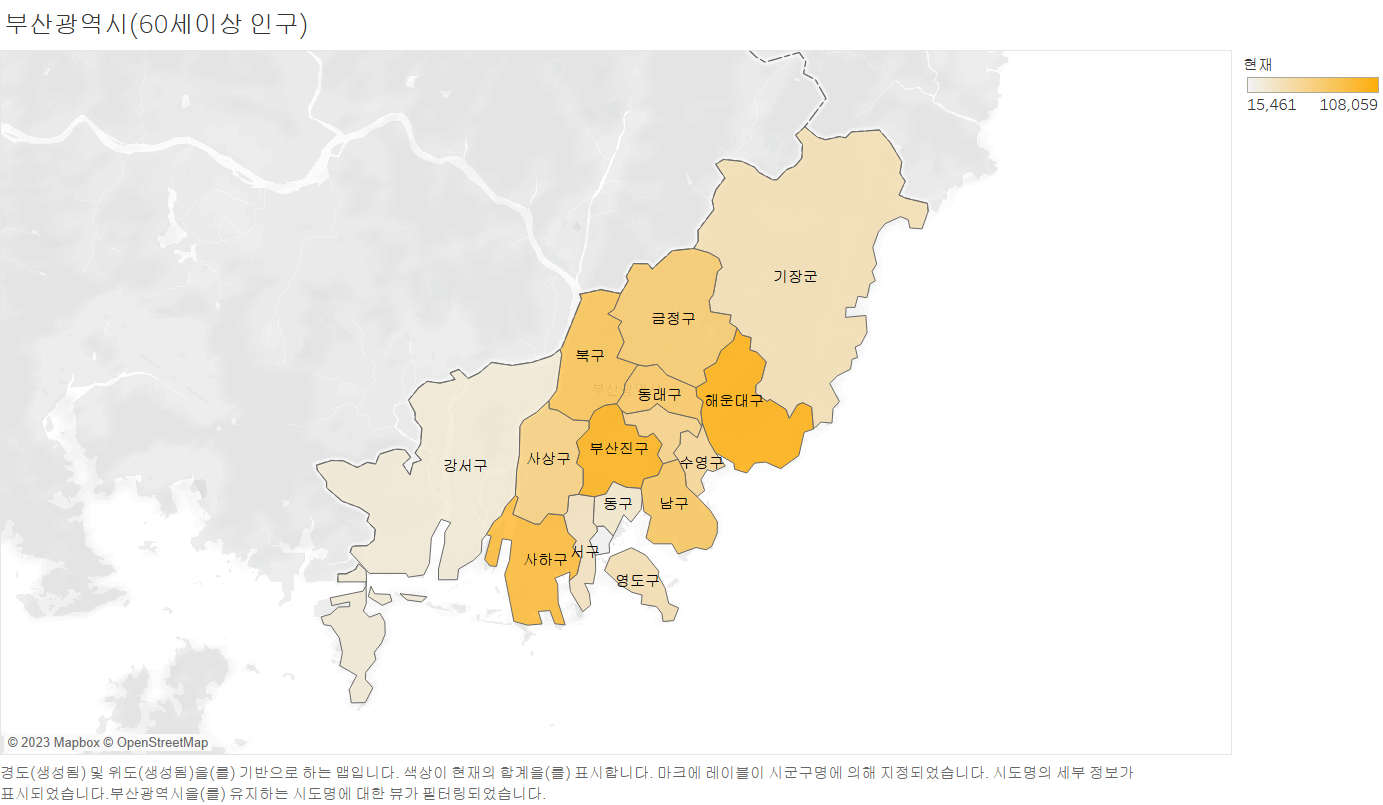 부산광역시(60세이상 인구)
현재
15,461 108,059
기장군
금정구
북구
동래구
해운대구
부산진구
사상구
수영구
강서구
동구
남구
서구
사하구
영도구
© 2023 Mapbox © OpenStreetMap
경도(생성됨) 및 위도(생성됨)을(를) 기반으로 하는 맵입니다. 색상이 현재의 합계을(를) 표시합니다. 마크에 레이블이 시군구명에 의해 지정되었습니다. 시도명의 세부 정보가
표시되었습니다.부산광역시을(를) 유지하는 시도명에 대한 뷰가 필터링되었습니다.